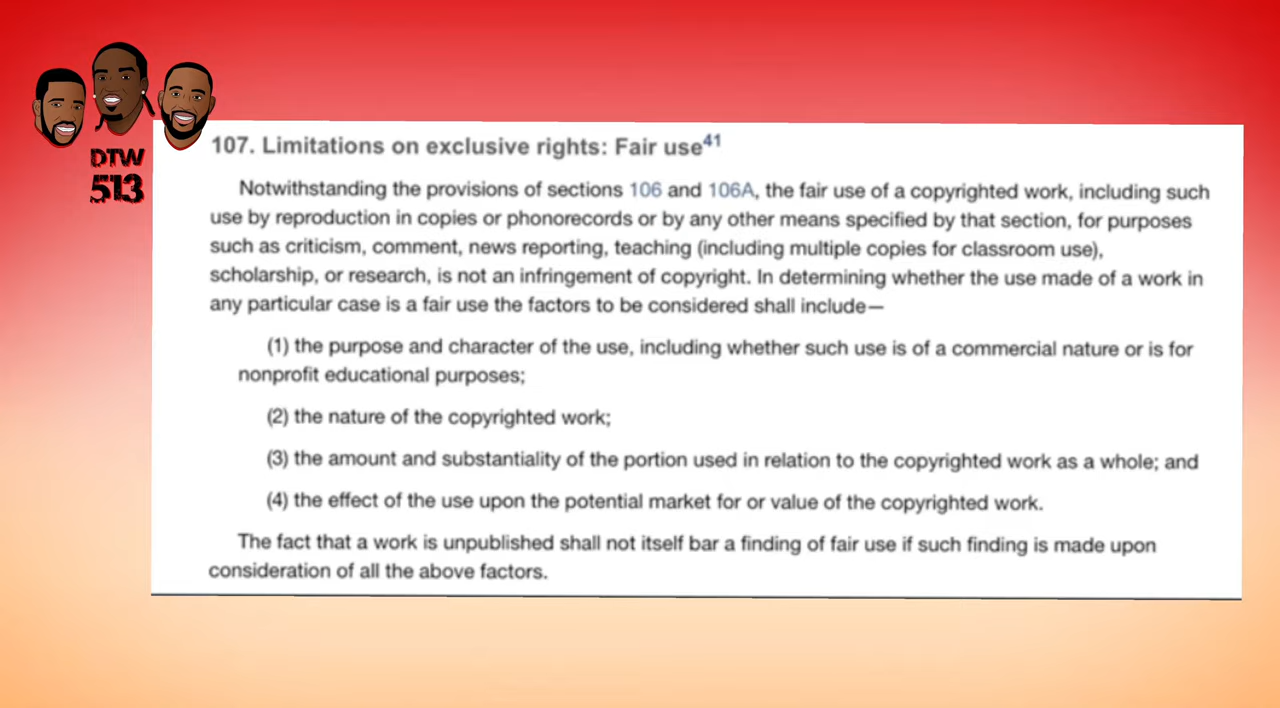 DTW
513
107. Limitations on exclusive rights: Fair use41
Notwithstanding the provisions of sections 106 and 106A, the fair use of a copyrighted work, including such
use by reproduction in copies or phonorecords or by any other means specified by that section, for purposes
such as criticism, comment, news reporting, teaching (including multiple copies for classroom use),
scholarship, or research, is not an infringement of copyright. In determining whether the use made of a work in
any particular case is a fair use the factors to be considered shall include—
(1) the purpose and character of the use, including whether such use is of a commercial nature or is for
nonprofit educational purposes;
(2) the nature of the copyrighted work;
(3) the amount and substantiality of the portion used in relation to the copyrighted work as a whole; and
(4) the effect of the use upon the potential market for or value of the copyrighted work.
The fact that a work is unpublished shall not itself bar a finding of fair use if such finding is made upon
consideration of all the above factors.